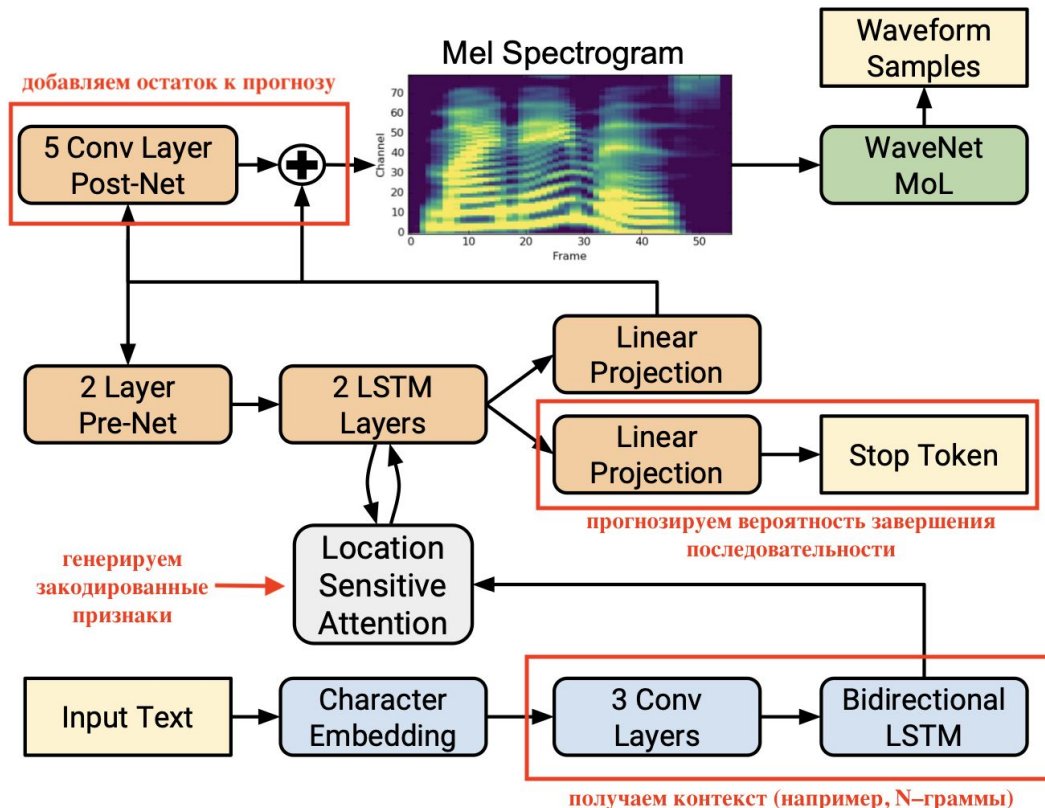 Waveform
Samples
Mel Spectrogram
добавляем остаток к прогнозу
5 Conv Layer
Post-Net
WaveNet
MoL
Channel
70
60
50
40
30
20
10
0
0 10 20 30 40 50
Frame
Linear
Projection
2 Layer
Pre-Net
2 LSTM
Layers
Linear
Projection
Stop Token
прогнозируем вероятность завершения
последовательности
генерируем
закодированные
признаки
Location
Sensitive
Attention
Input Text
Character
Embedding
3 Conv
Layers
Bidirectional
LSTM
получаем контекст (например, N–граммы)